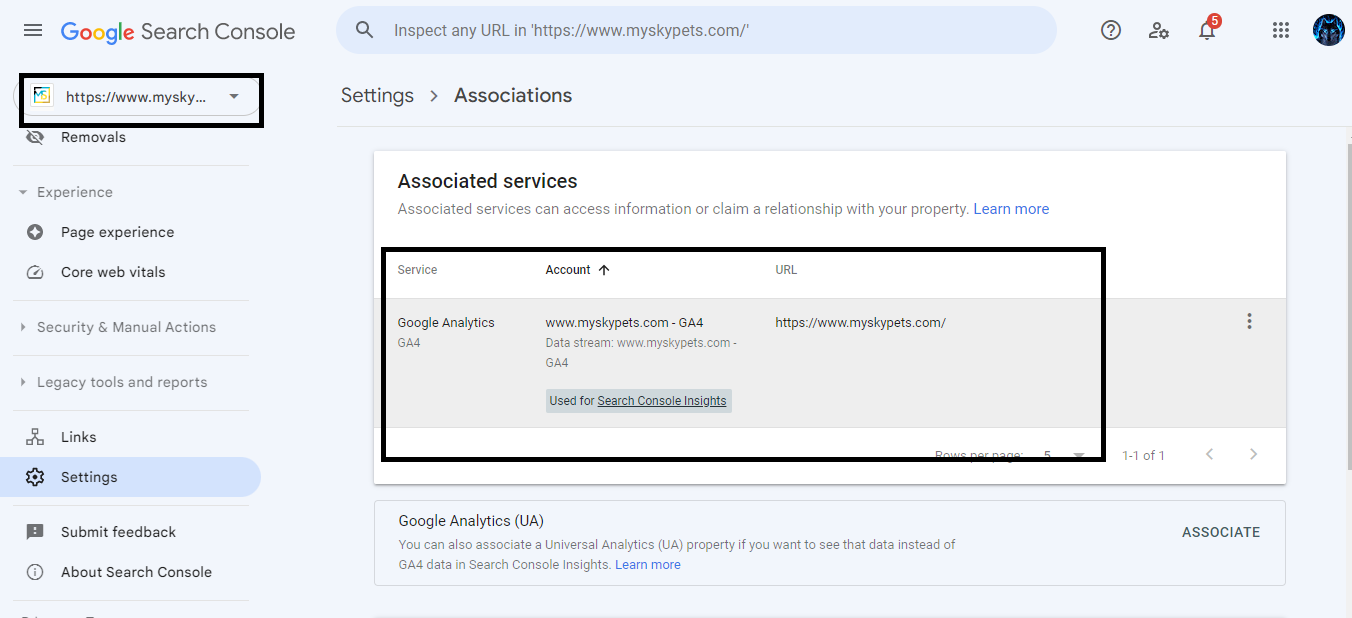 Google Search Console
Inspect any URL in 'https://www.myskypets.com/'
5
https://www.mysky...
Settings > Associations
Removals
Experience
Page experience
Core web vitals
Security & Manual Actions
Legacy tools and reports
Links
Settings
Submit feedback
About Search Console
Associated services
Associated services can access information or claim a relationship with your property. Learn more
Service Account URL
Google Analytics www.myskypets.com - GA4 https://www.myskypets.com/
GA4 Data stream: www.myskypets.com -
GA4
Used for Search Console Insights
Rows per page: 5 1-1 of 1
Google Analytics (UA)
You can also associate a Universal Analytics (UA) property if you want to see that data instead of
GA4 data in Search Console Insights. Learn more
ASSOCIATE